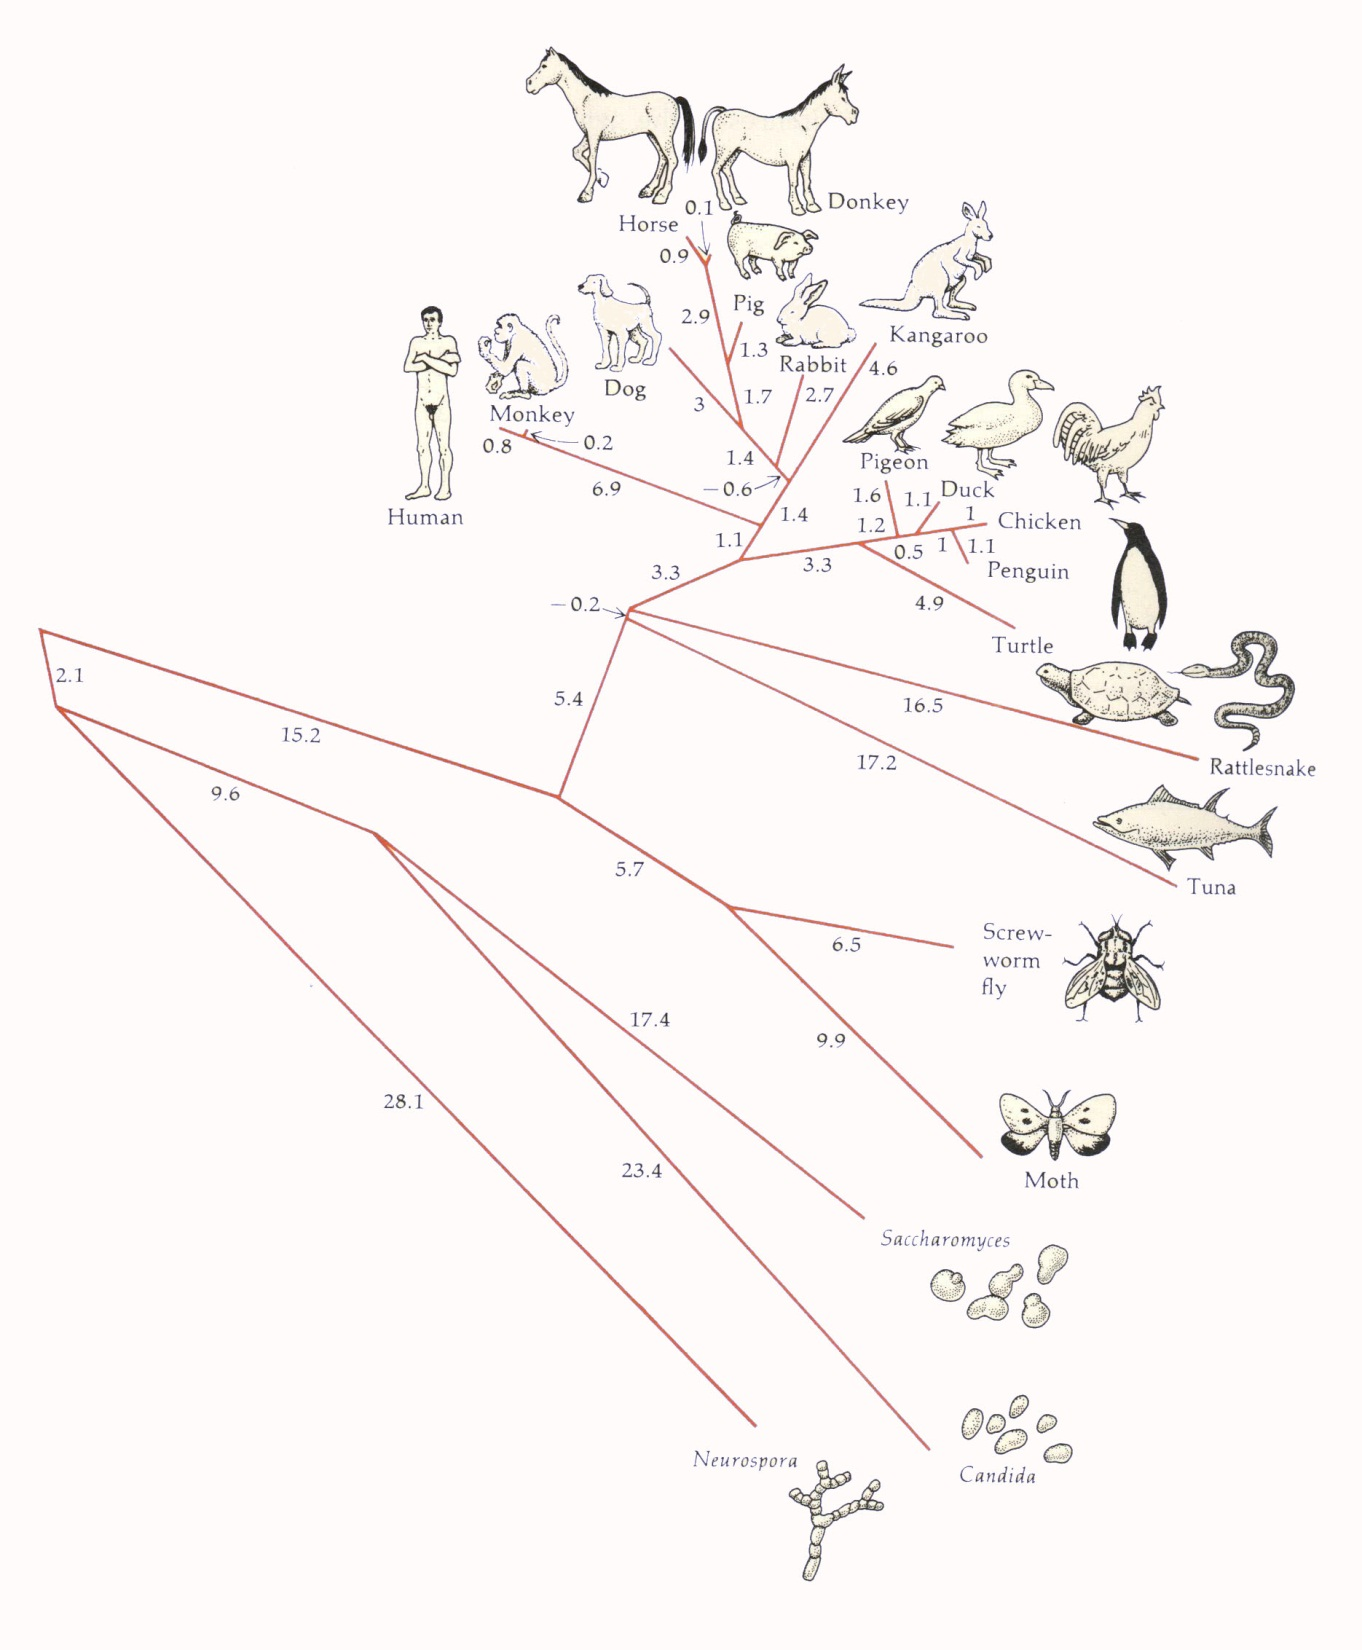 Donkey
0.1
Horse
0.9
Pig
2.9
Kangaroo
1.3
Rabbit
4.6
Dog
3
1.7
2.7
Monkey
0.8
0.2
1.4
Pigeon
6.9
−0.6
1.6
1.1
Duck
Human
1.4
1.2
1
Chicken
1.1
0.5
1
1.1
3.3
3.3
Penguin
−0.2
4.9
Turtle
2.1
5.4
16.5
15.2
17.2
Rattlesnake
9.6
5.7
Tuna
6.5
Screw-
worm
fly
17.4
9.9
28.1
23.4
Moth
Saccharomyces
Neurospora
Candida